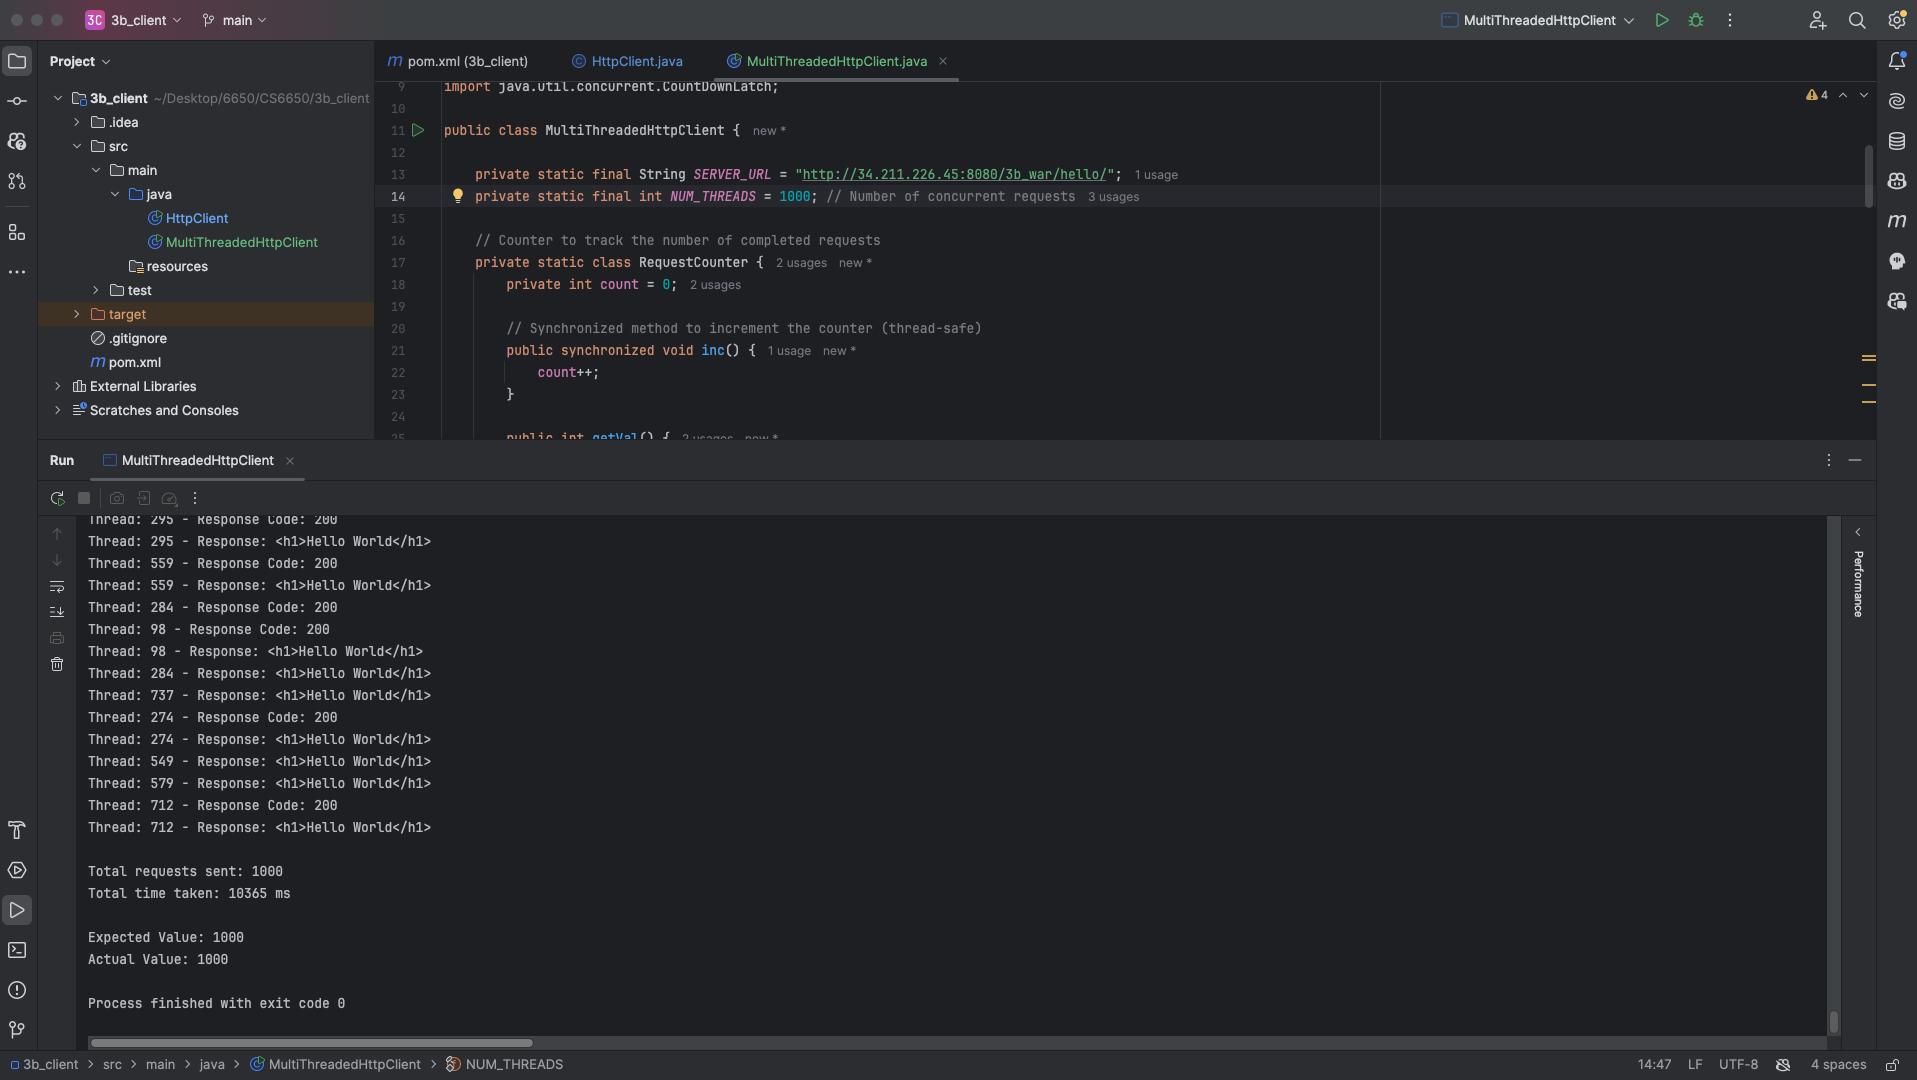 3C 3b_client main MultiThreadedHttpClient
Project
m pom.xml (3b_client) HttpClient.java MultiThreadedHttpClient.java
3b_client ~/Desktop/6650/CS6650/3b_client
.idea
src
main
java
HttpClient
MultiThreadedHttpClient
resources
test
target
.gitignore
m pom.xml
External Libraries
Scratches and Consoles
4
9 import java.util.concurrent.CountDownLatch;
10
11 public class MultiThreadedHttpClient { new *
12
13 private static final String SERVER_URL = "http://34.211.226.45:8080/3b_war/hello/"; 1 usage
14 private static final int NUM_THREADS = 1000; // Number of concurrent requests 3 usages
15
16 // Counter to track the number of completed requests
17 private static class RequestCounter { 2 usages new *
18 private int count = 0; 2 usages
19
20 // Synchronized method to increment the counter (thread-safe)
21 public synchronized void inc() { 1 usage new *
22 count++;
23 }
24
25 public int getVal() { 2 usages new *
m
Run MultiThreadedHttpClient
Thread: 295 - Response Code: 200
Thread: 295 - Response: <h1>Hello World</h1>
Thread: 559 - Response Code: 200
Thread: 559 - Response: <h1>Hello World</h1>
Thread: 284 - Response Code: 200
Thread: 98 - Response Code: 200
Thread: 98 - Response: <h1>Hello World</h1>
Thread: 284 - Response: <h1>Hello World</h1>
Thread: 737 - Response: <h1>Hello World</h1>
Thread: 274 - Response Code: 200
Thread: 274 - Response: <h1>Hello World</h1>
Thread: 549 - Response: <h1>Hello World</h1>
Thread: 579 - Response: <h1>Hello World</h1>
Thread: 712 - Response Code: 200
Thread: 712 - Response: <h1>Hello World</h1>
Total requests sent: 1000
Total time taken: 10365 ms
Expected Value: 1000
Actual Value: 1000
Process finished with exit code 0
Performance
3b_client > src > main > java > MultiThreadedHttpClient > NUM_THREADS
14:47 LF UTF-8 4 spaces